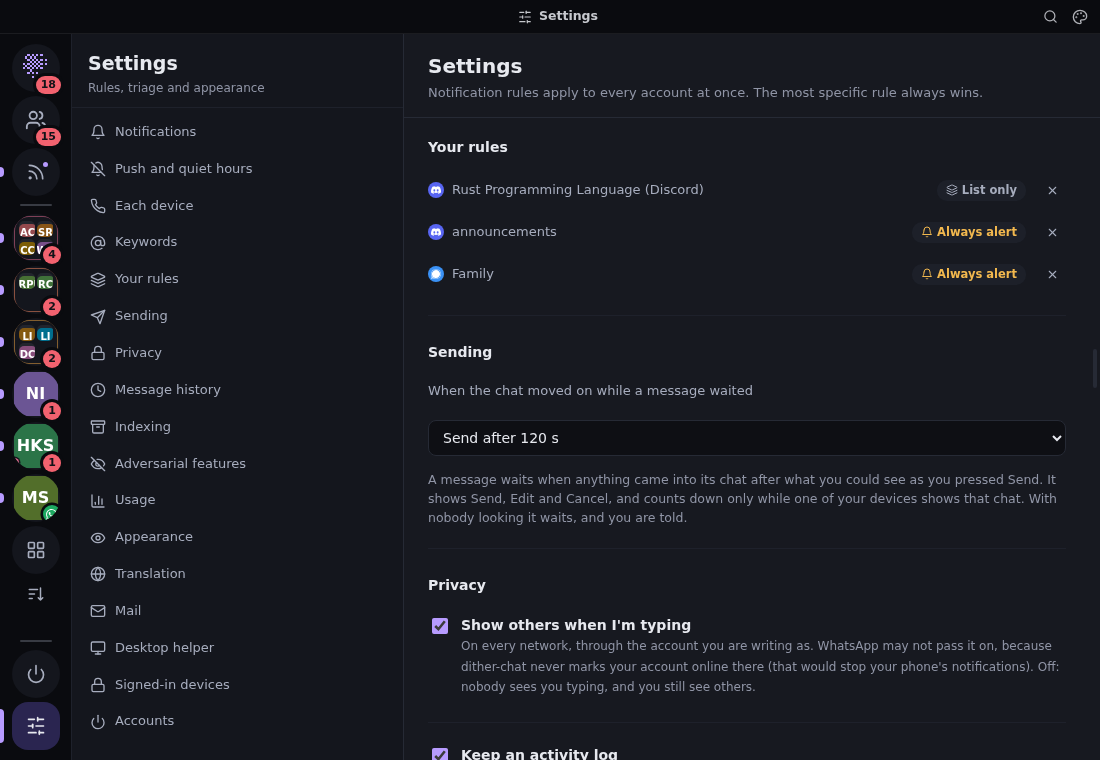 Settings
18
15
AC SR
CC
4
RP RC
2
LI LI
DC
2
NI
1
HKS
1
MS
Settings
Rules, triage and appearance
Notifications
Push and quiet hours
Each device
Keywords
Your rules
Sending
Privacy
Message history
Indexing
Adversarial features
Usage
Appearance
Translation
Mail
Desktop helper
Signed-in devices
Accounts
Settings
Notification rules apply to every account at once. The most specific rule always wins.
Your rules
Rust Programming Language (Discord) List only
announcements Always alert
Family Always alert
Sending
When the chat moved on while a message waited
Send after 120 s
A message waits when anything came into its chat after what you could see as you pressed Send. It
shows Send, Edit and Cancel, and counts down only while one of your devices shows that chat. With
nobody looking it waits, and you are told.
Privacy
Show others when I'm typing
On every network, through the account you are writing as. WhatsApp may not pass it on, because
dither-chat never marks your account online there (that would stop your phone's notifications). Off:
nobody sees you typing, and you still see others.
Keep an activity log